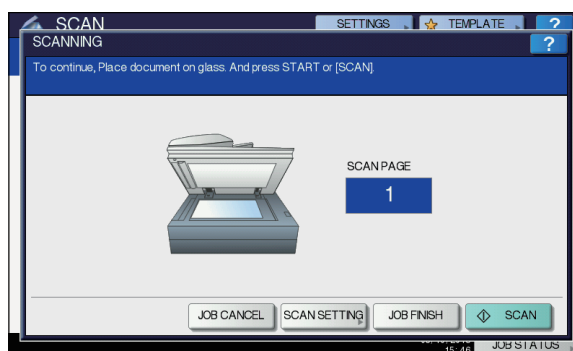 SCAN
SETTINGS
TEMPLATE
?
SCANNING
?
To continue, Place document on glass. And press START or [SCAN].
SCAN PAGE
1
JOB CANCEL
SCAN SETTING
JOB FINISH
SCAN
15:46
JOB STATUS